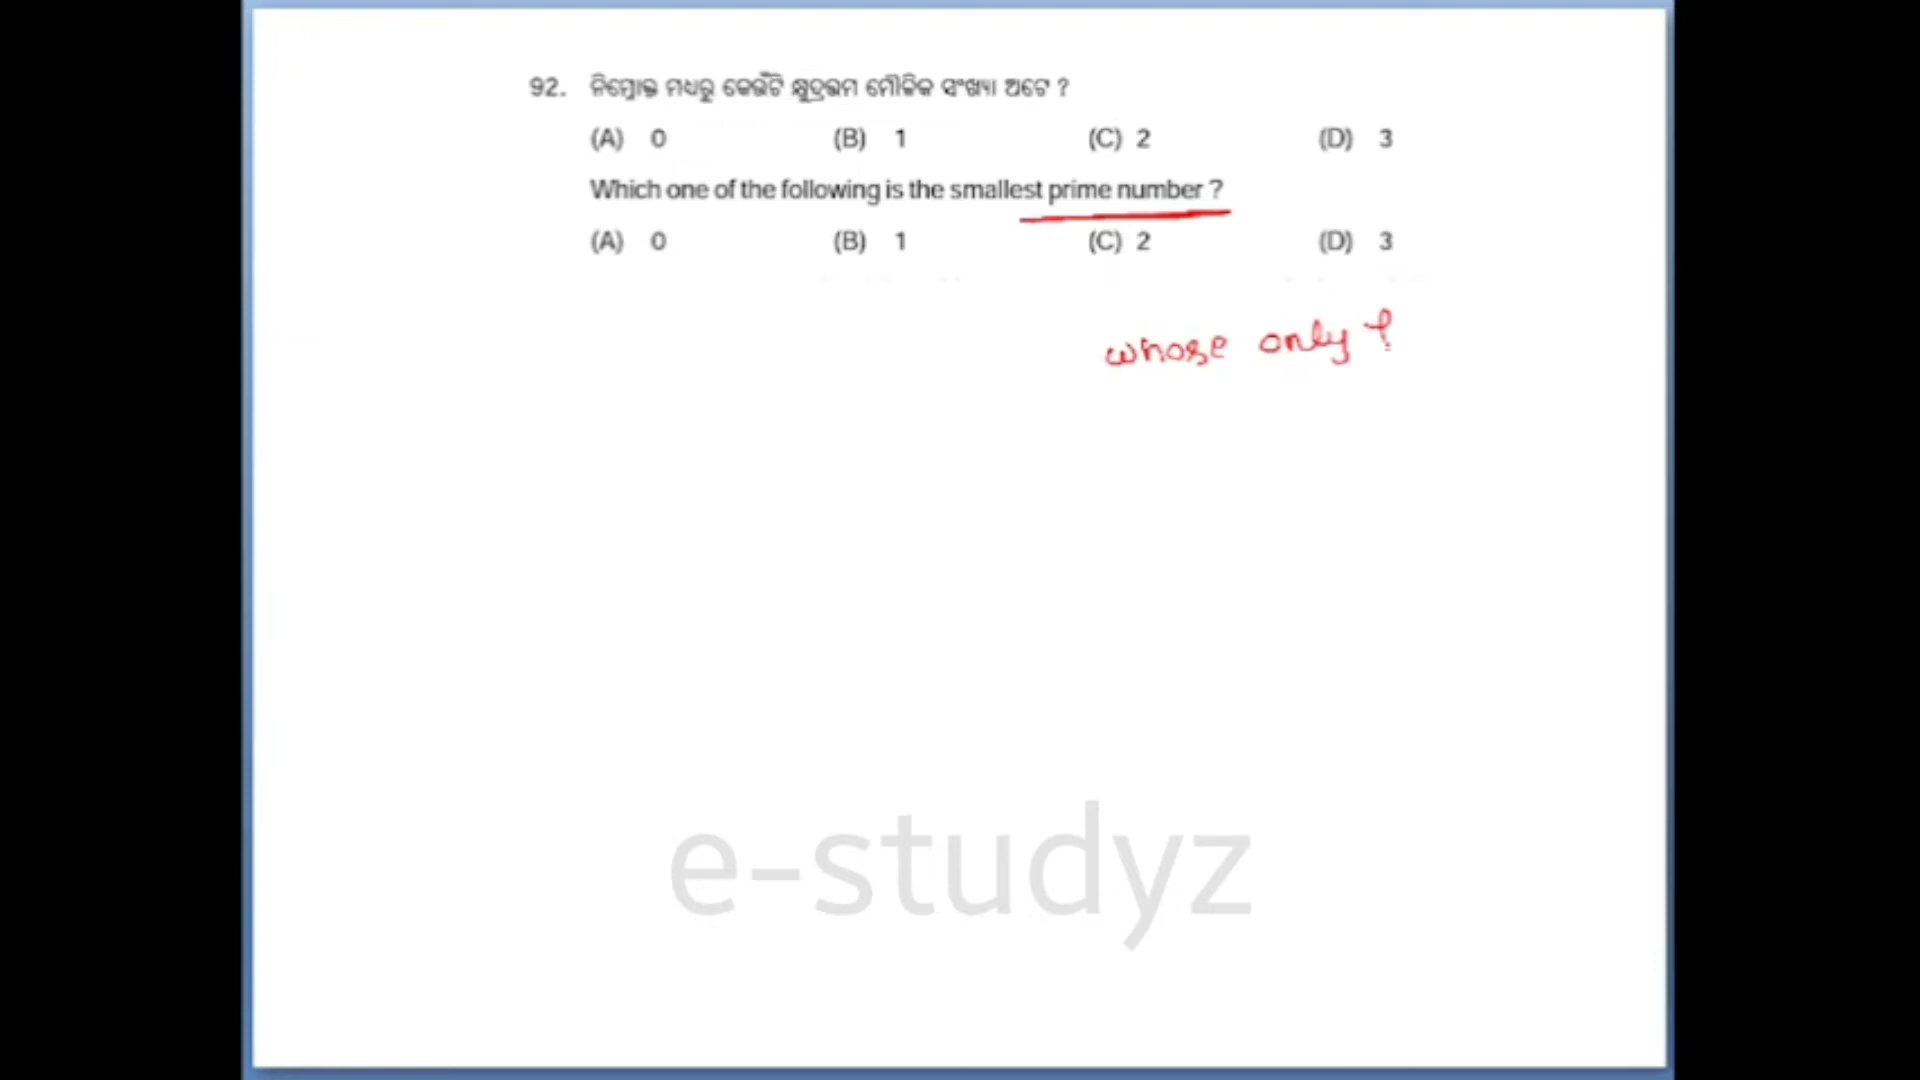 92. ନିମ୍ନୋକ୍ତ ମଧ୍ୟରୁ କେଉଁଟି କ୍ଷୁଦ୍ରତମ ମୌଳିକ ସଂଖ୍ୟା ଅଟେ ?
(A) 0 (B) 1 (C) 2 (D) 3
Which one of the following is the smallest prime number ?
(A) 0 (B) 1 (C) 2 (D) 3
whose only
e-studyz